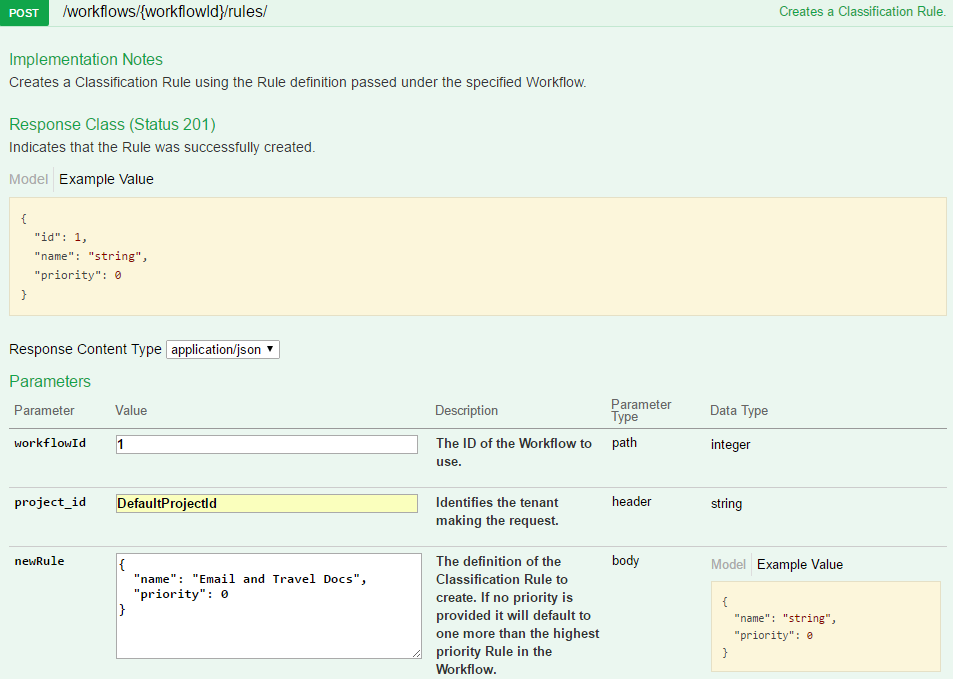 POST /workflows/{workflowId}/rules/ Creates a Classification Rule.
Implementation Notes
Creates a Classification Rule using the Rule definition passed under the specified Workflow.
Response Class (Status 201)
Indicates that the Rule was successfully created.
Model Example Value
{
"id": 1,
"name": "string",
"priority": 0
}
Response Content Type application/json
Parameters
Parameter Value Description Parameter Type Data Type
workflowId 1 The ID of the Workflow to use. path integer
project_id DefaultProjectId Identifies the tenant making the request. header string
newRule
{
"name": "Email and Travel Docs",
"priority": 0
}
The definition of the
Classification Rule to
create. If no priority is
provided it will default to
one more than the highest
priority Rule in the
Workflow.
body
Model Example Value
{
"name": "string",
"priority": 0
}